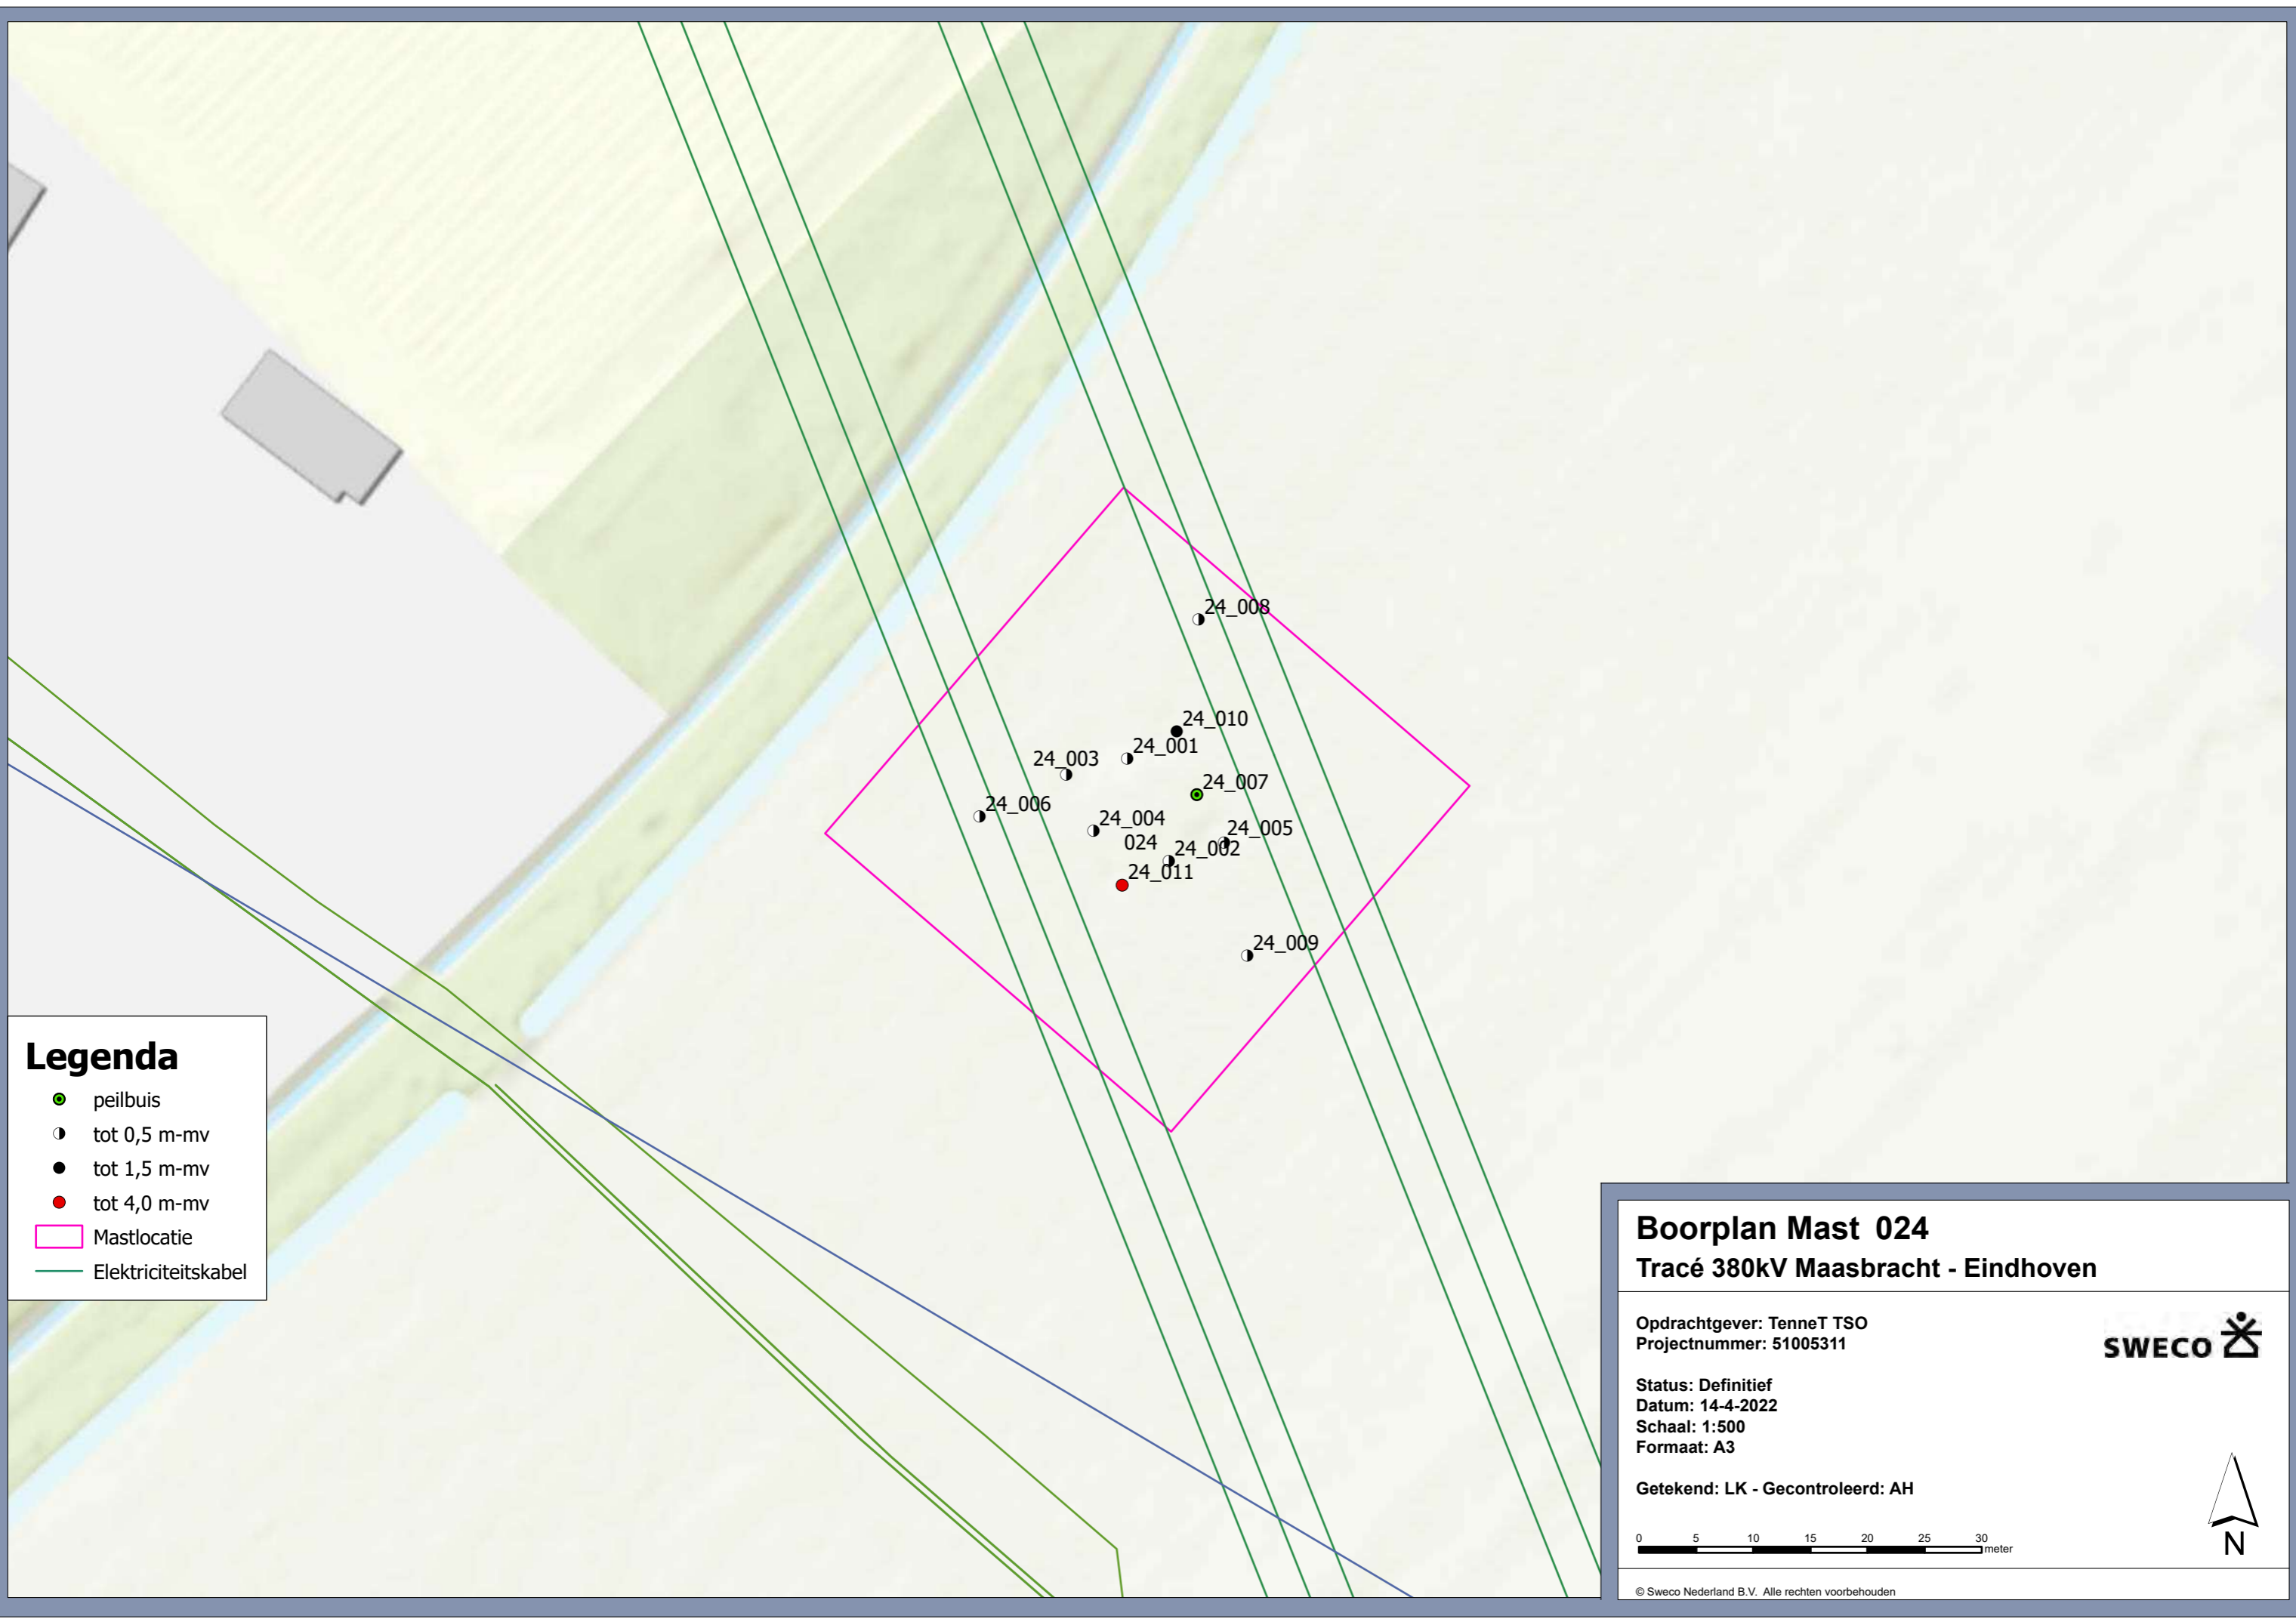 24_008
24_010
24_001
24_003
24_007
24_006
24_004
24_005
024
24_002
24_011
24_009
Legenda
peilbuis
tot 0,5 m-mv
tot 1,5 m-mv
tot 4,0 m-mv
Mastlocatie
Elektriciteitskabel
Boorplan Mast 024
Tracé 380kV Maasbracht - Eindhoven
Opdrachtgever: TenneT TSO
Projectnummer: 51005311
SWECO
Status: Definitief
Datum: 14-4-2022
Schaal: 1:500
Formaat: A3
Getekend: LK - Gecontroleerd: AH
0 5 10 15 20 25 30
meter
N
© Sweco Nederland B.V. Alle rechten voorbehouden